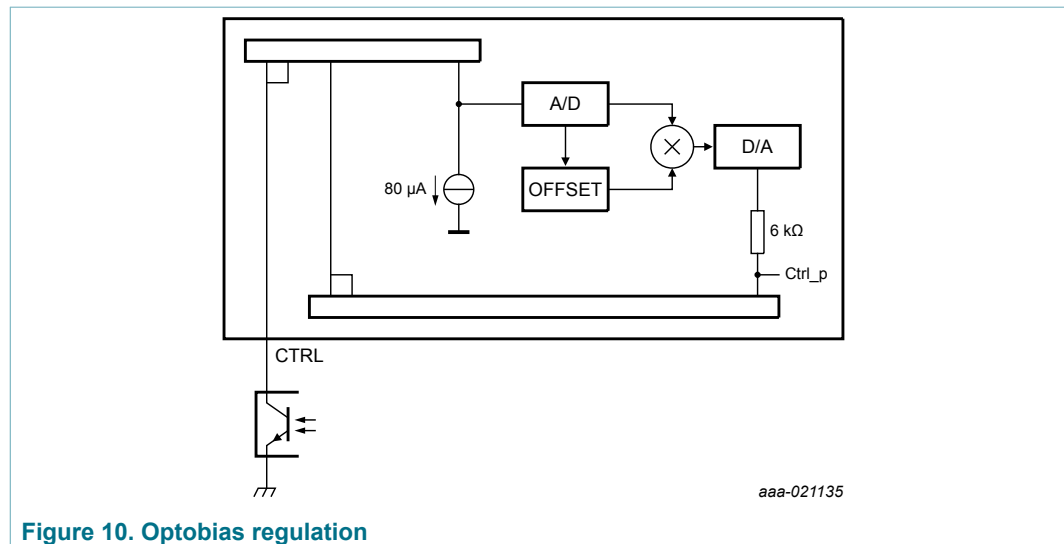 A/D
D/A
80 µA
OFFSET
6 kΩ
Ctrl_p
CTRL
aaa-021135
Figure 10. Optobias regulation